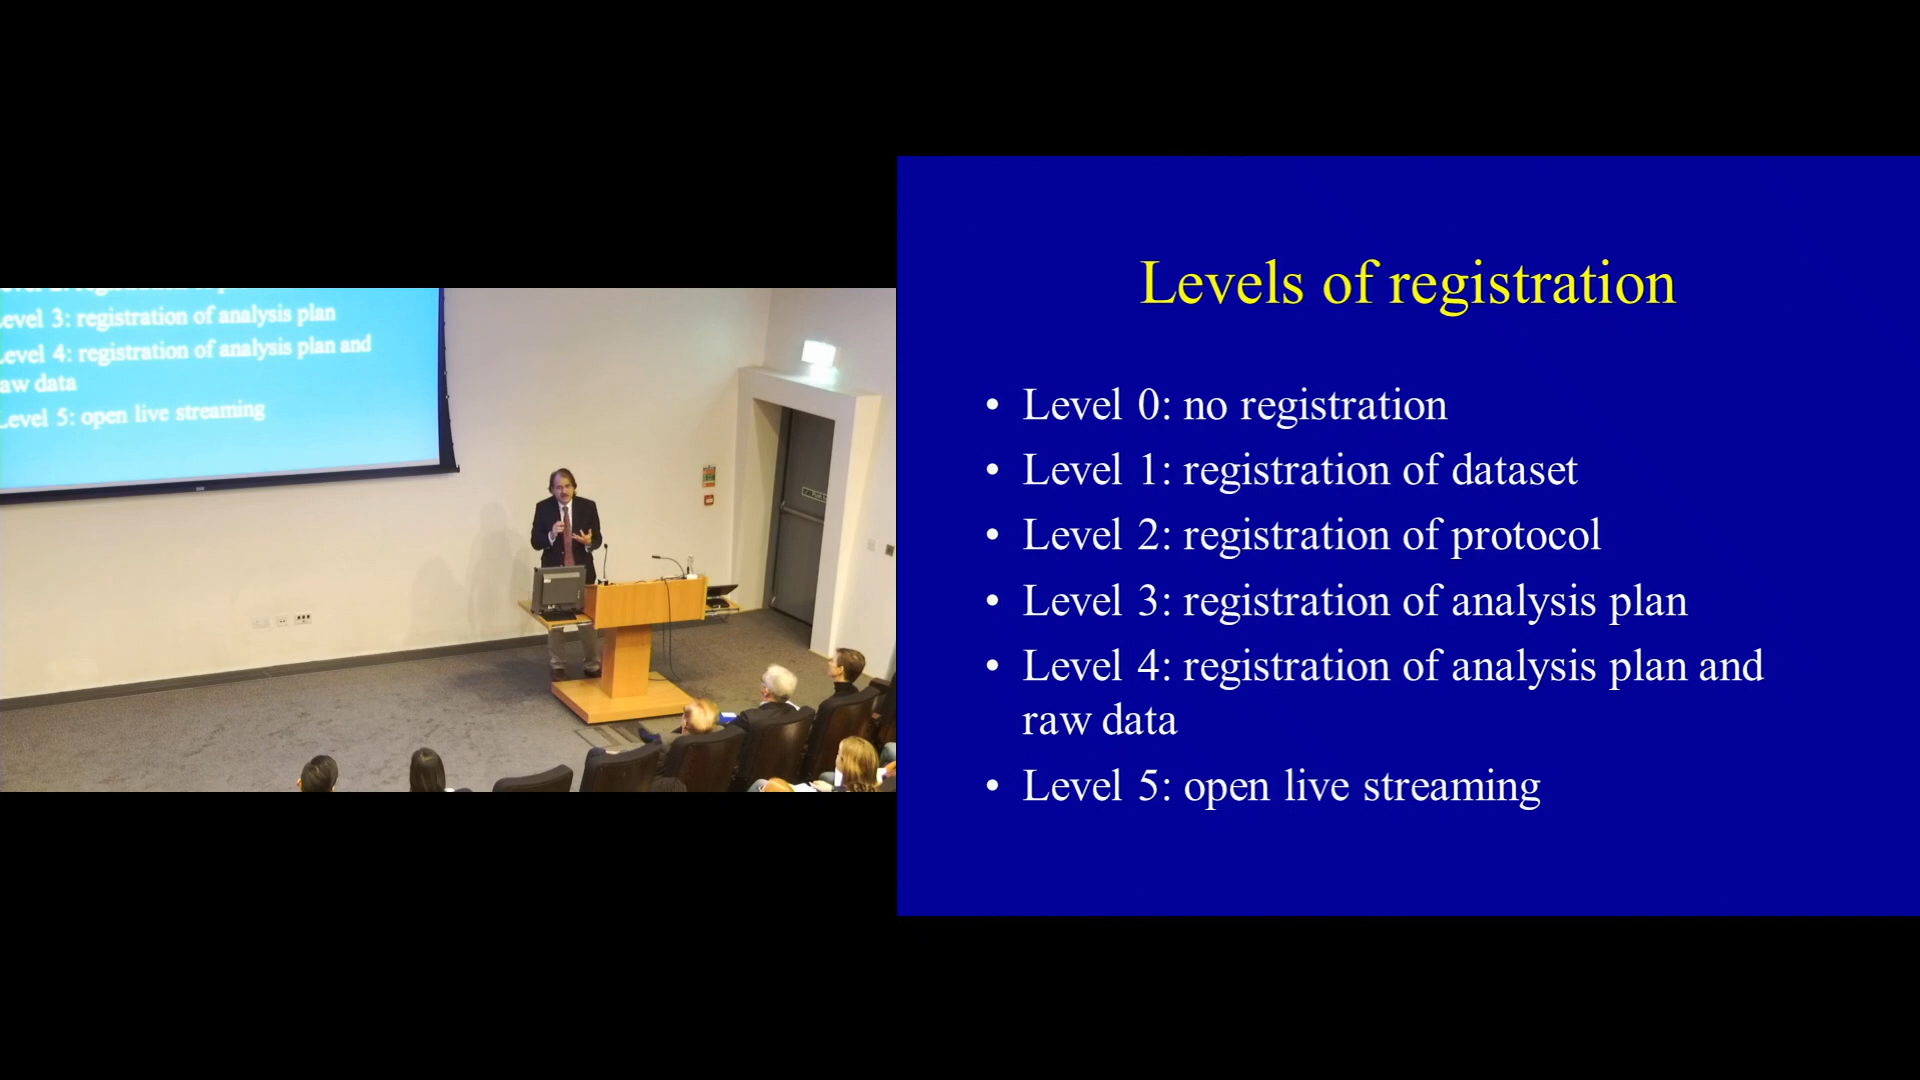 evel 3: registration of analysis plan
evel 4: registration of analysis plan and
aw data
Level 5: open live streaming
Levels of registration
• Level 0: no registration
• Level 1: registration of dataset
• Level 2: registration of protocol
• Level 3: registration of analysis plan
• Level 4: registration of analysis plan and
raw data
• Level 5: open live streaming